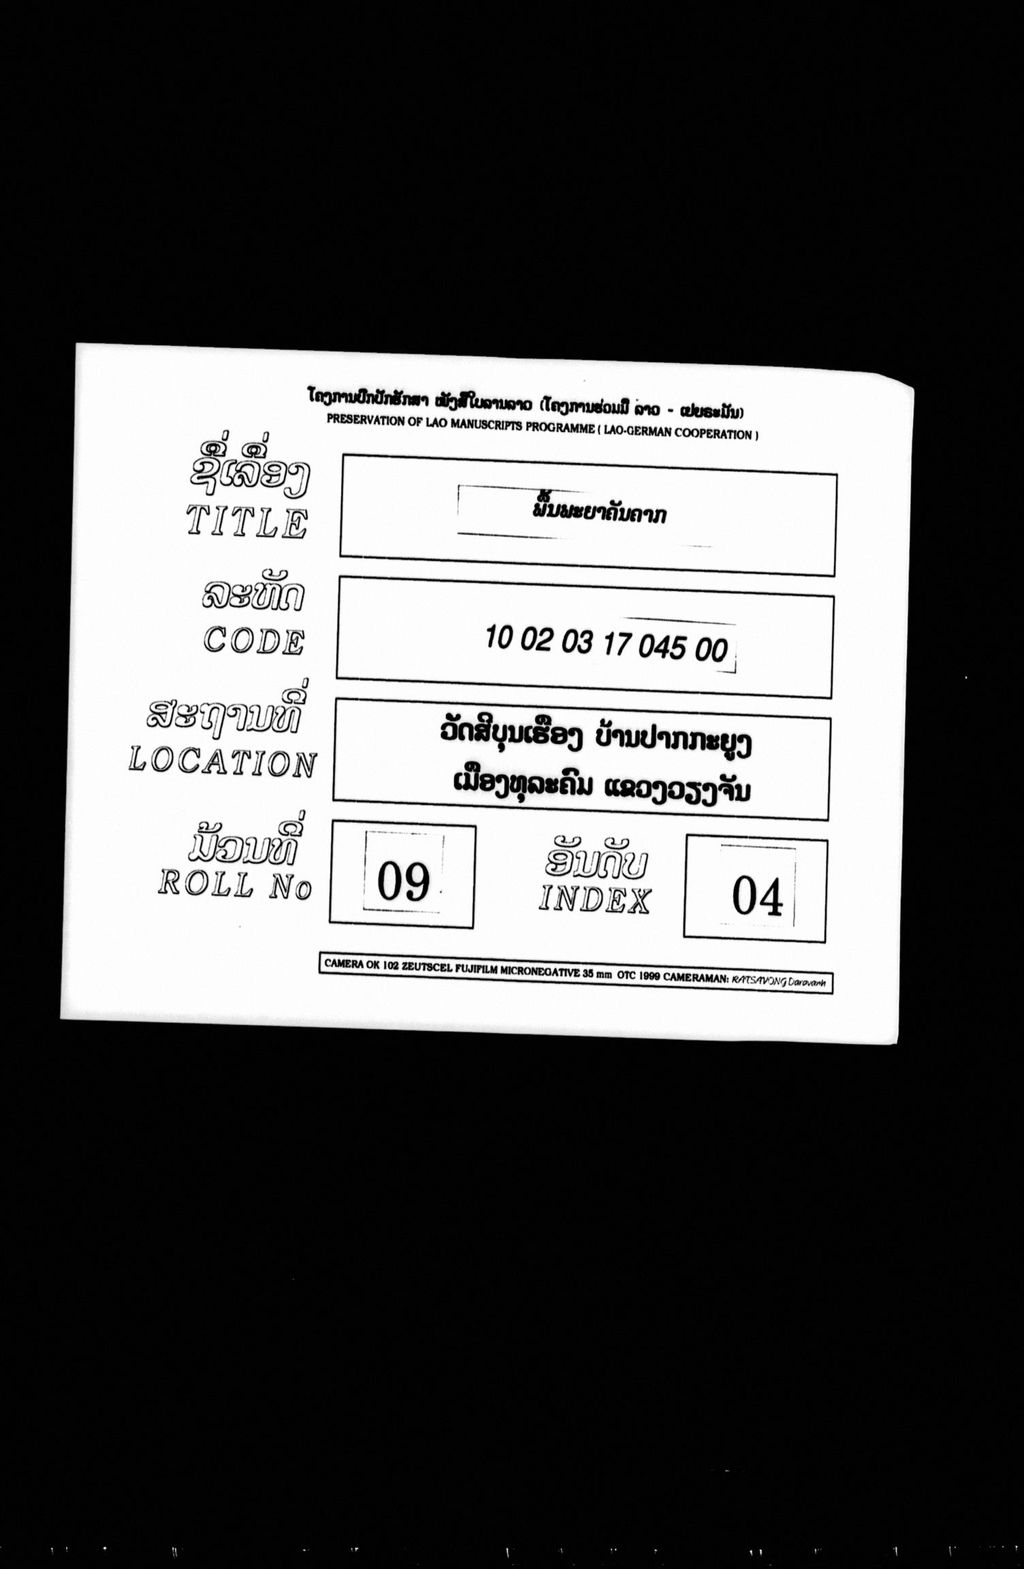 ໂຄງການປົກປັກຮັກສາ ໜັງສືໃບລານລາວ (ໂຄງການຮ່ວມມື ລາວ - ເຢຍຣະມັນ)
PRESERVATION OF LAO MANUSCRIPTS PROGRAMME ( LAO-GERMAN COOPERATION )
ຊື່ເລື່ອງ
TITLE
ພື້ນພະຍາຄັນຄາກ
ລະຫັດ
CODE
10 02 03 17 045 00
ສະຖານທີ່
LOCATION
ວັດສີບຸນເຮືອງ ບ້ານປາກກະຍູງ
ເມືອງທຸລະຄົມ ແຂວງວຽງຈັນ
ມ້ວນທີ່
ROLL No
09
ອັນດັບ
INDEX
04
CAMERA OK 102 ZEUTSCEL FUJIFILM MICRONEGATIVE 35 mm OTC 1999 CAMERAMAN: RATSAVONG Daravanh